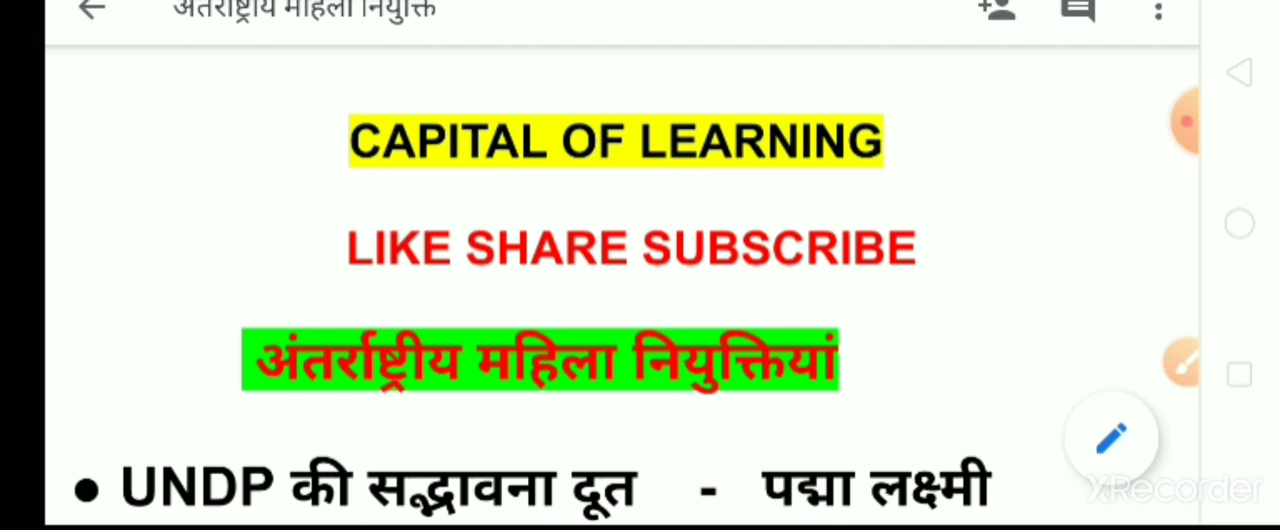 अंतर्राष्ट्रीय महिला नियुक्ति
CAPITAL OF LEARNING
LIKE SHARE SUBSCRIBE
अंतर्राष्ट्रीय महिला नियुक्तियां
● UNDP की सद्भावना दूत - पद्मा लक्ष्मी
XRecorder